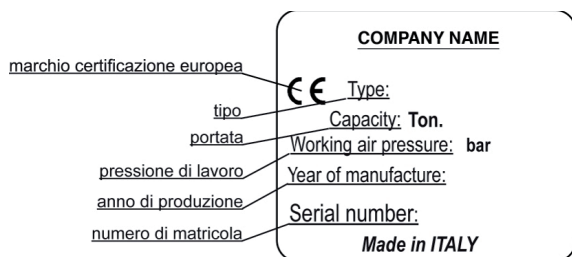 COMPANY NAME
marchio certificazione europea
CE Type:
tipo
Capacity: Ton.
portata
Working air pressure: bar
pressione di lavoro
Year of manufacture:
anno di produzione
Serial number:
numero di matricola
Made in ITALY